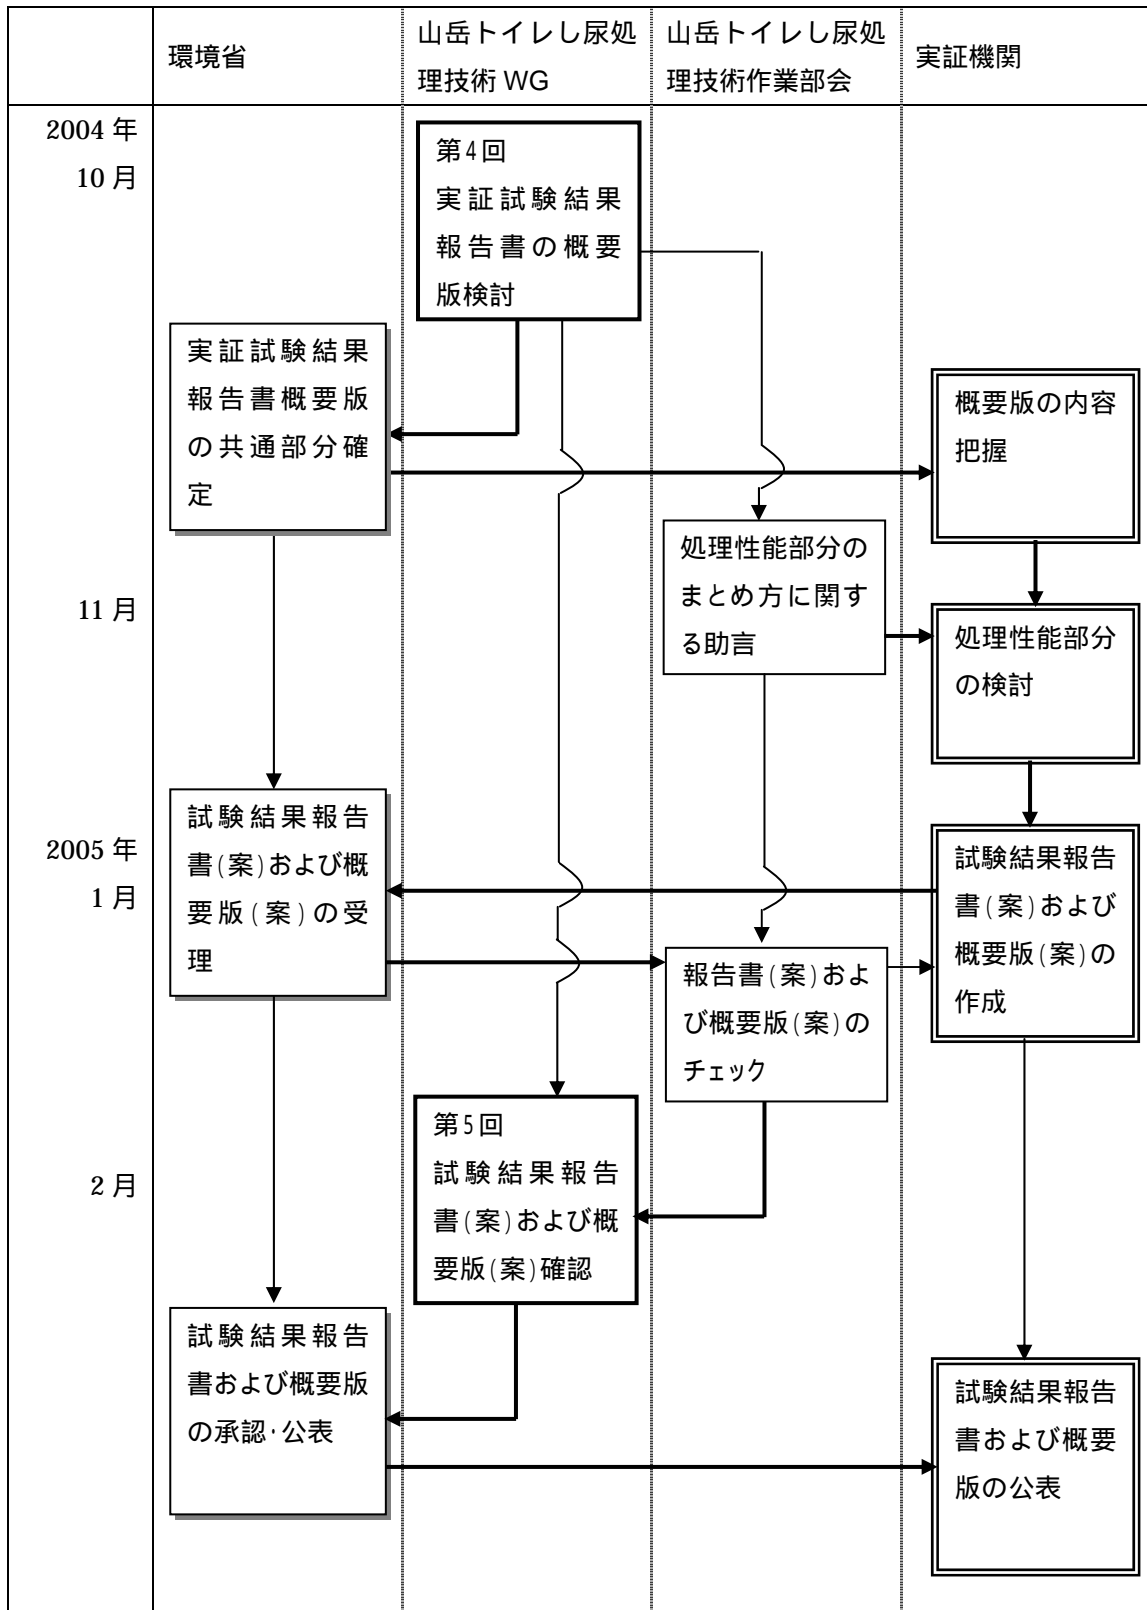 環境省
山岳トイレし尿処
理技術 WG
山岳トイレし尿処
理技術作業部会
実証機関
2004 年
10 月
第4回
実証試験結果
報告書の概要
版検討
実証試験結果
報告書概要版
の共通部分確
定
概要版の内容
把握
11 月
処理性能部分の
まとめ方に関す
る助言
処理性能部分
の検討
2005 年
1 月
試験結果報告
書(案)および概
要版(案)の受
理
試験結果報告
書(案)および
概要版(案)の
作成
報告書(案)およ
び概要版(案)の
チェック
2 月
第5回
試験結果報告
書(案)および概
要版(案)確認
試験結果報告
書および概要版
の承認・公表
試験結果報告
書および概要
版の公表